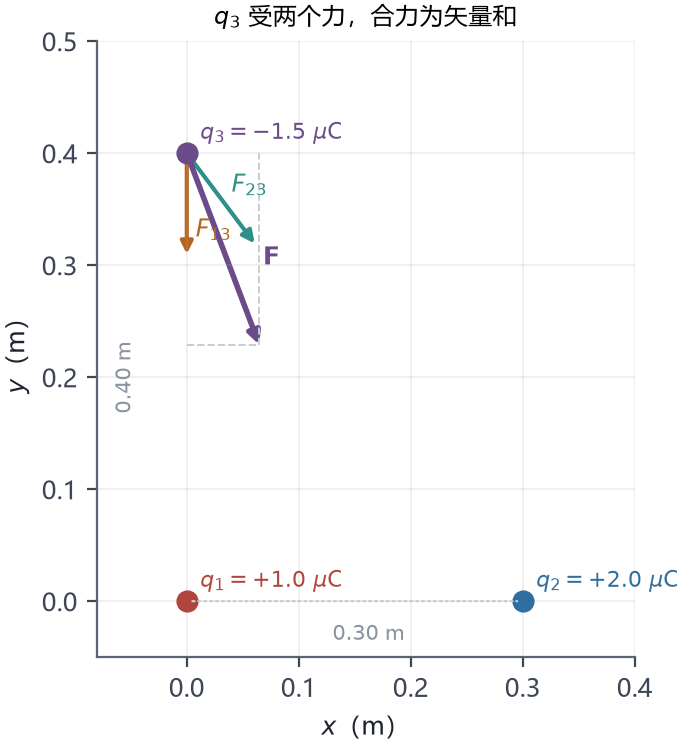 q₃ 受两个力，合力为矢量和
0.5
q₃ = −1.5 μC
0.4
F₂₃
F₁₃
F
0.3
0.40 m
y（m）
0.2
0.1
q₁ = +1.0 μC
q₂ = +2.0 μC
0.0
0.30 m
0.0 0.1 0.2 0.3 0.4
x（m）